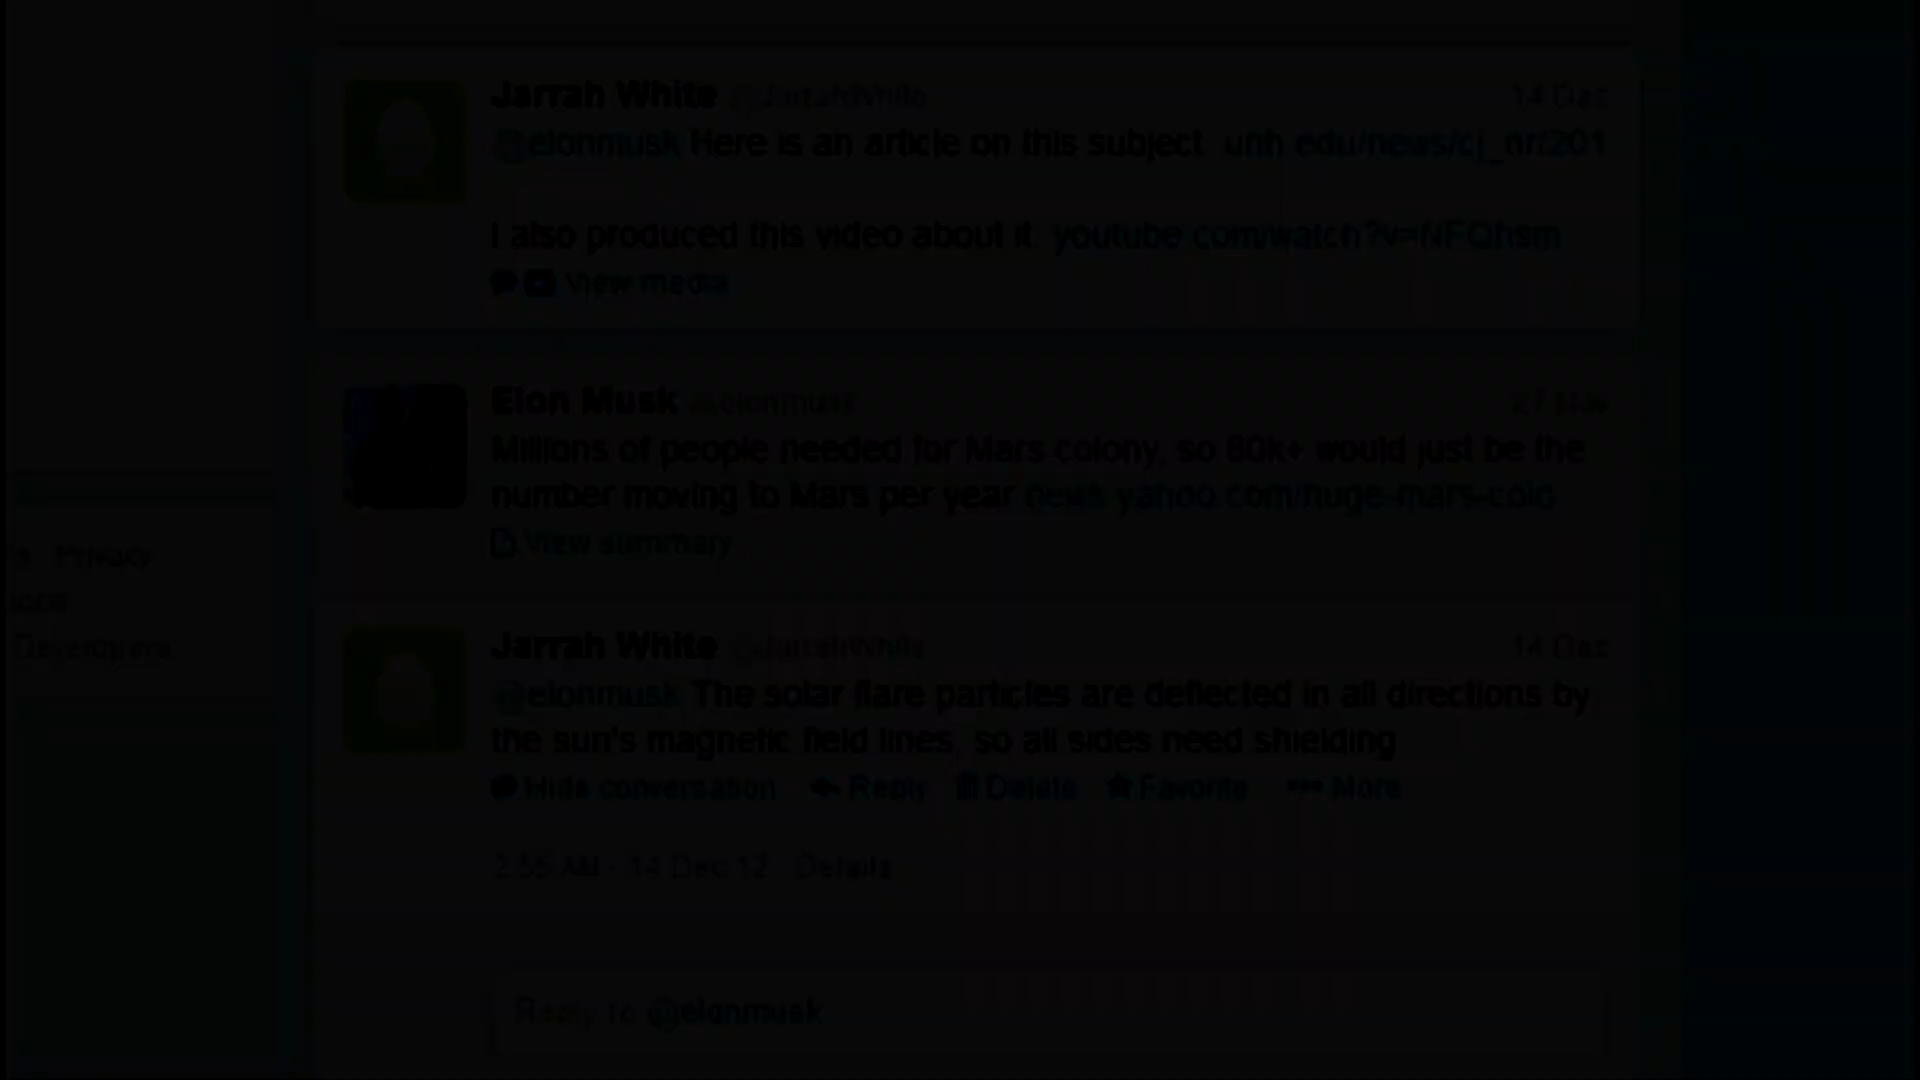 Jarrah White @JarrahWhite 14 Dec
@elonmusk Here is an article on this subject. unh.edu/news/cj_nr/201
I also produced this video about it. youtube.com/watch?v=NFQhsm
View media
Elon Musk @elonmusk
Millions of people needed for Mars colony, so 80k+ would just be the
number moving to Mars per year news.yahoo.com/huge-mars-colo
View summary
Privacy
Developers
Jarrah White @JarrahWhite 14 Dec
@elonmusk The solar flare particles are deflected in all directions by
the sun's magnetic field lines, so all sides need shielding
Hide conversation Reply Delete Favorite More
2:55 AM - 14 Dec 12 · Details
Reply to @elonmusk